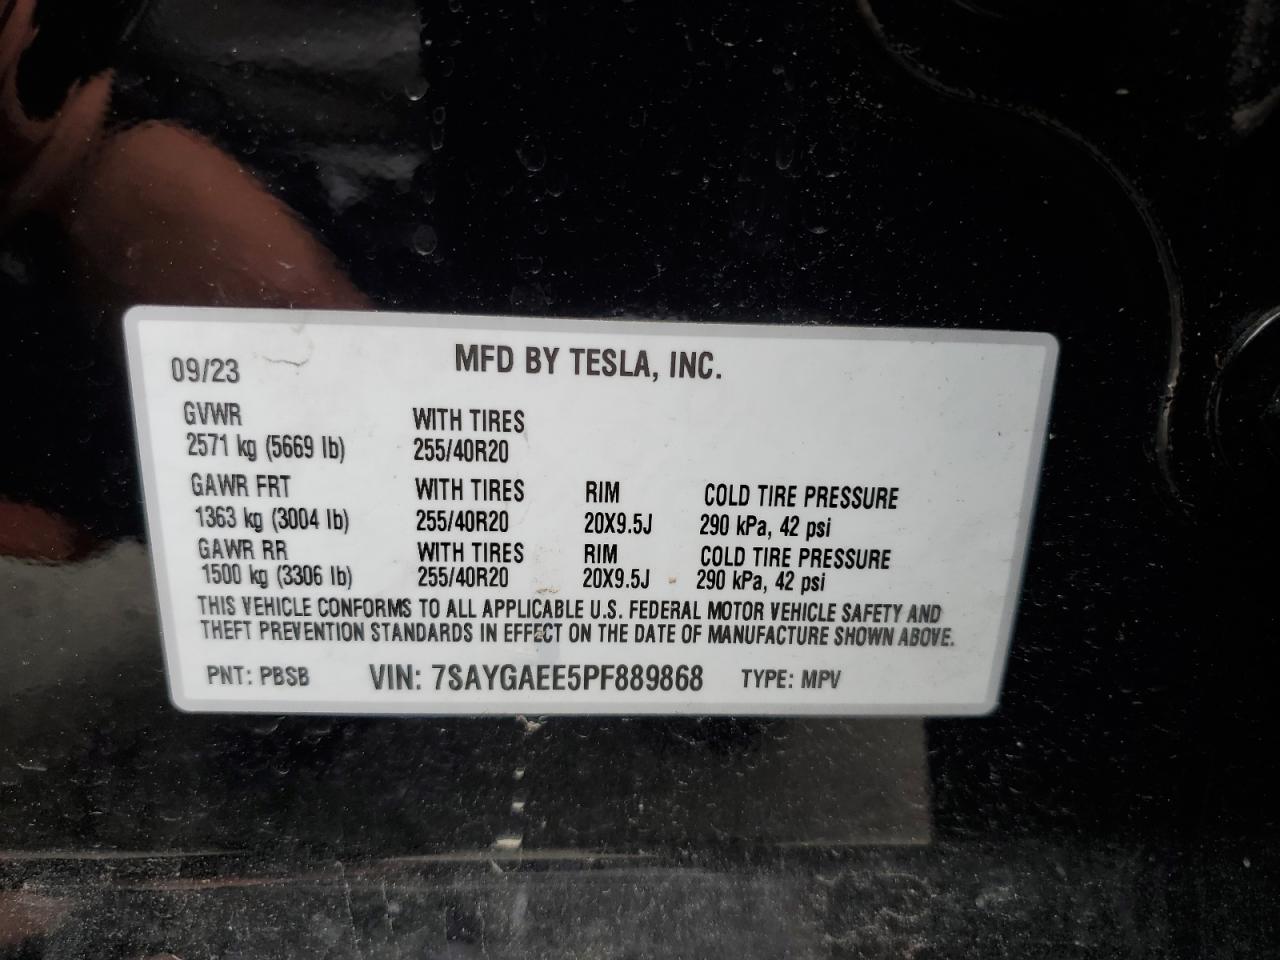 09/23 MFD BY TESLA, INC.
GVWR WITH TIRES
2571 kg (5669 lb) 255/40R20
GAWR FRT WITH TIRES RIM COLD TIRE PRESSURE
1363 kg (3004 lb) 255/40R20 20X9.5J 290 kPa, 42 psi
GAWR RR WITH TIRES RIM COLD TIRE PRESSURE
1500 kg (3306 lb) 255/40R20 20X9.5J 290 kPa, 42 psi
THIS VEHICLE CONFORMS TO ALL APPLICABLE U.S. FEDERAL MOTOR VEHICLE SAFETY AND
THEFT PREVENTION STANDARDS IN EFFECT ON THE DATE OF MANUFACTURE SHOWN ABOVE.
PNT: PBSB VIN: 7SAYGAEE5PF889868 TYPE: MPV